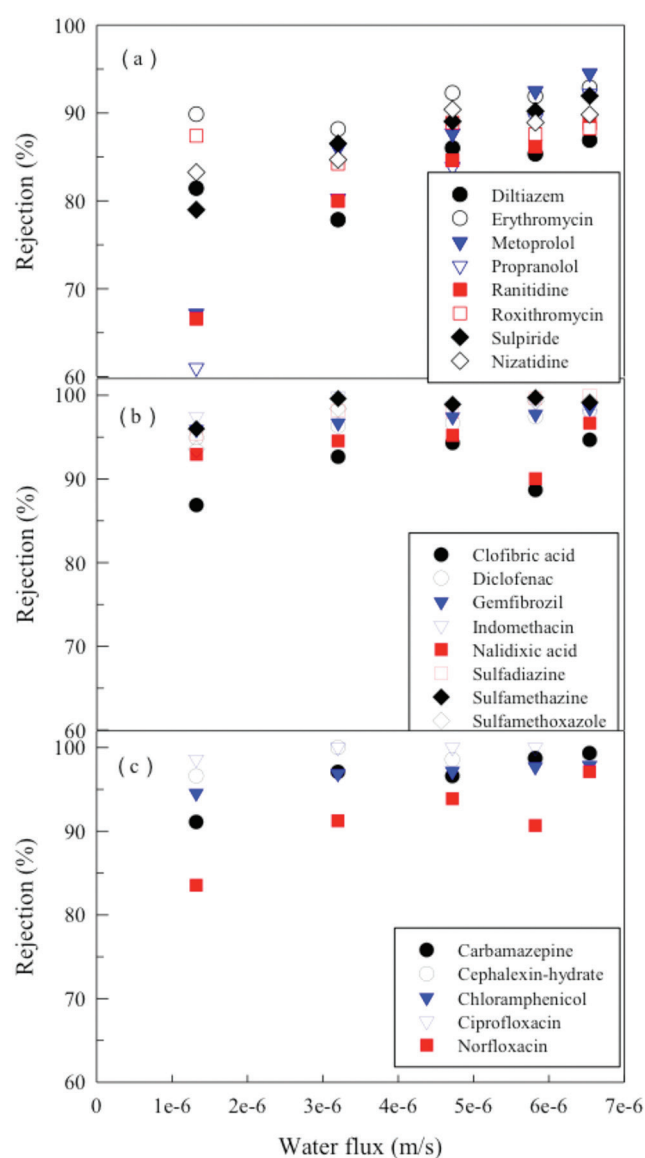 100
( a )
90
80
70
60
Rejection (%)
Diltiazem
Erythromycin
Metoprolol
Propranolol
Ranitidine
Roxithromycin
Sulpiride
Nizatidine
100
( b )
90
80
70
60
Rejection (%)
Clofibric acid
Diclofenac
Gemfibrozil
Indomethacin
Nalidixic acid
Sulfadiazine
Sulfamethazine
Sulfamethoxazole
100
( c )
90
80
70
60
Rejection (%)
Carbamazepine
Cephalexin-hydrate
Chloramphenicol
Ciprofloxacin
Norfloxacin
0 1e-6 2e-6 3e-6 4e-6 5e-6 6e-6 7e-6
Water flux (m/s)